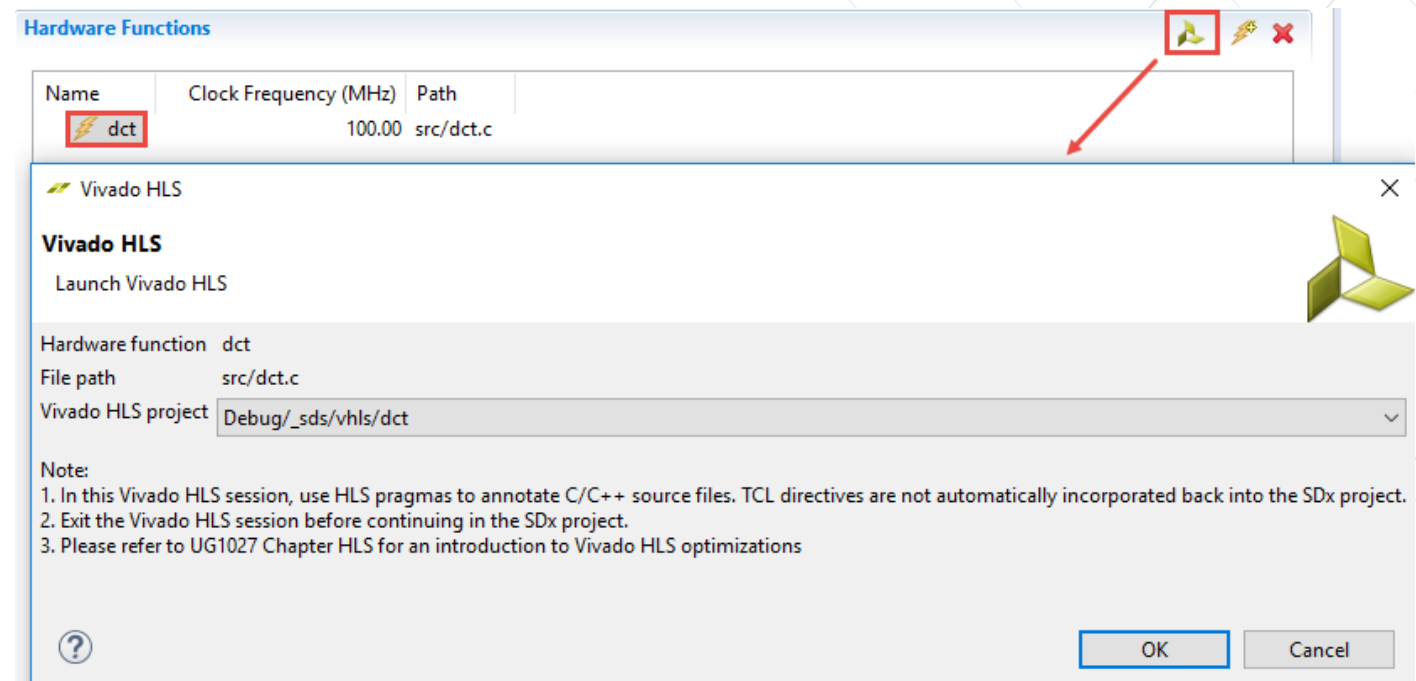 Hardware Functions
Name Clock Frequency (MHz) Path
dct 100.00 src/dct.c
Vivado HLS
Vivado HLS
Launch Vivado HLS
Hardware function dct
File path src/dct.c
Vivado HLS project Debug/_sds/vhls/dct
Note:
1. In this Vivado HLS session, use HLS pragmas to annotate C/C++ source files. TCL directives are not automatically incorporated back into the SDx project.
2. Exit the Vivado HLS session before continuing in the SDx project.
3. Please refer to UG1027 Chapter HLS for an introduction to Vivado HLS optimizations
? OK Cancel